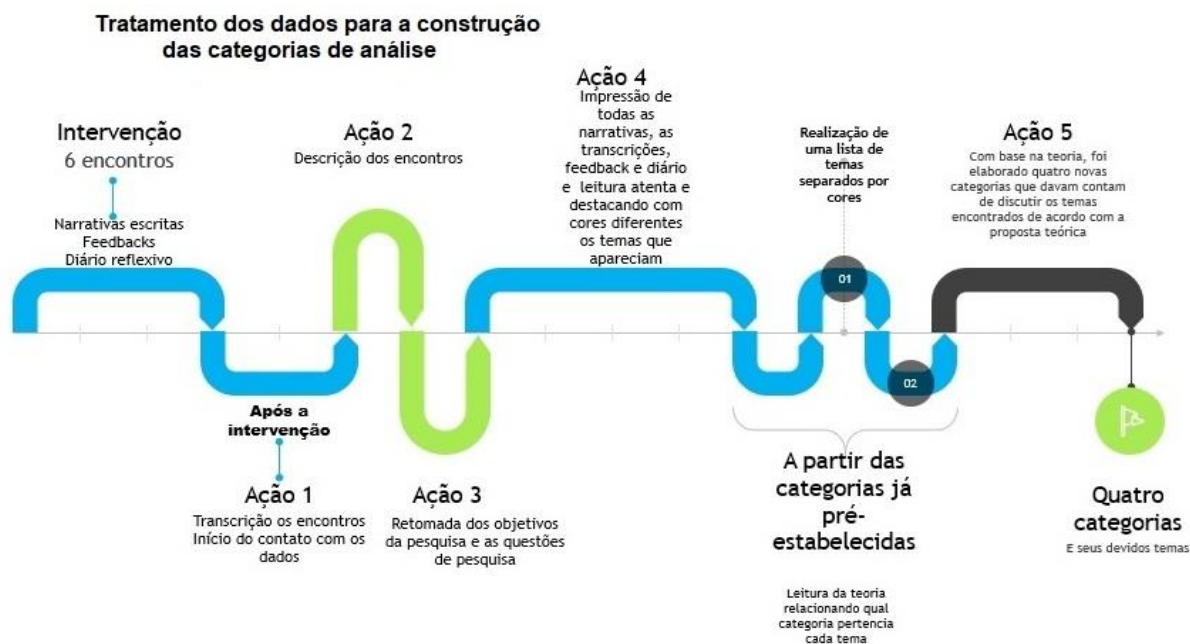 Tratamento dos dados para a construção
das categorias de análise
Intervenção
6 encontros
Narrativas escritas
Feedbacks
Diário reflexivo
Após a
intervenção
Ação 1
Transcrição os encontros
Início do contato com os
dados
Ação 2
Descrição dos encontros
Ação 3
Retomada dos objetivos
da pesquisa e as questões
de pesquisa
Ação 4
Impressão de
todas as
narrativas, as
transcrições,
feedback e diário
e leitura atenta e
destacando com
cores diferentes
os temas que
apareciam
Realização de
uma lista de
temas
separados por
cores
01
02
A partir das
categorias já
pré-
estabelecidas
Leitura da teoria
relacionando qual
categoria pertencia
cada tema
Ação 5
Com base na teoria, foi
elaborado quatro novas
categorias que davam contam
de discutir os temas
encontrados de acordo com a
proposta teórica
Quatro
categorias
E seus devidos temas